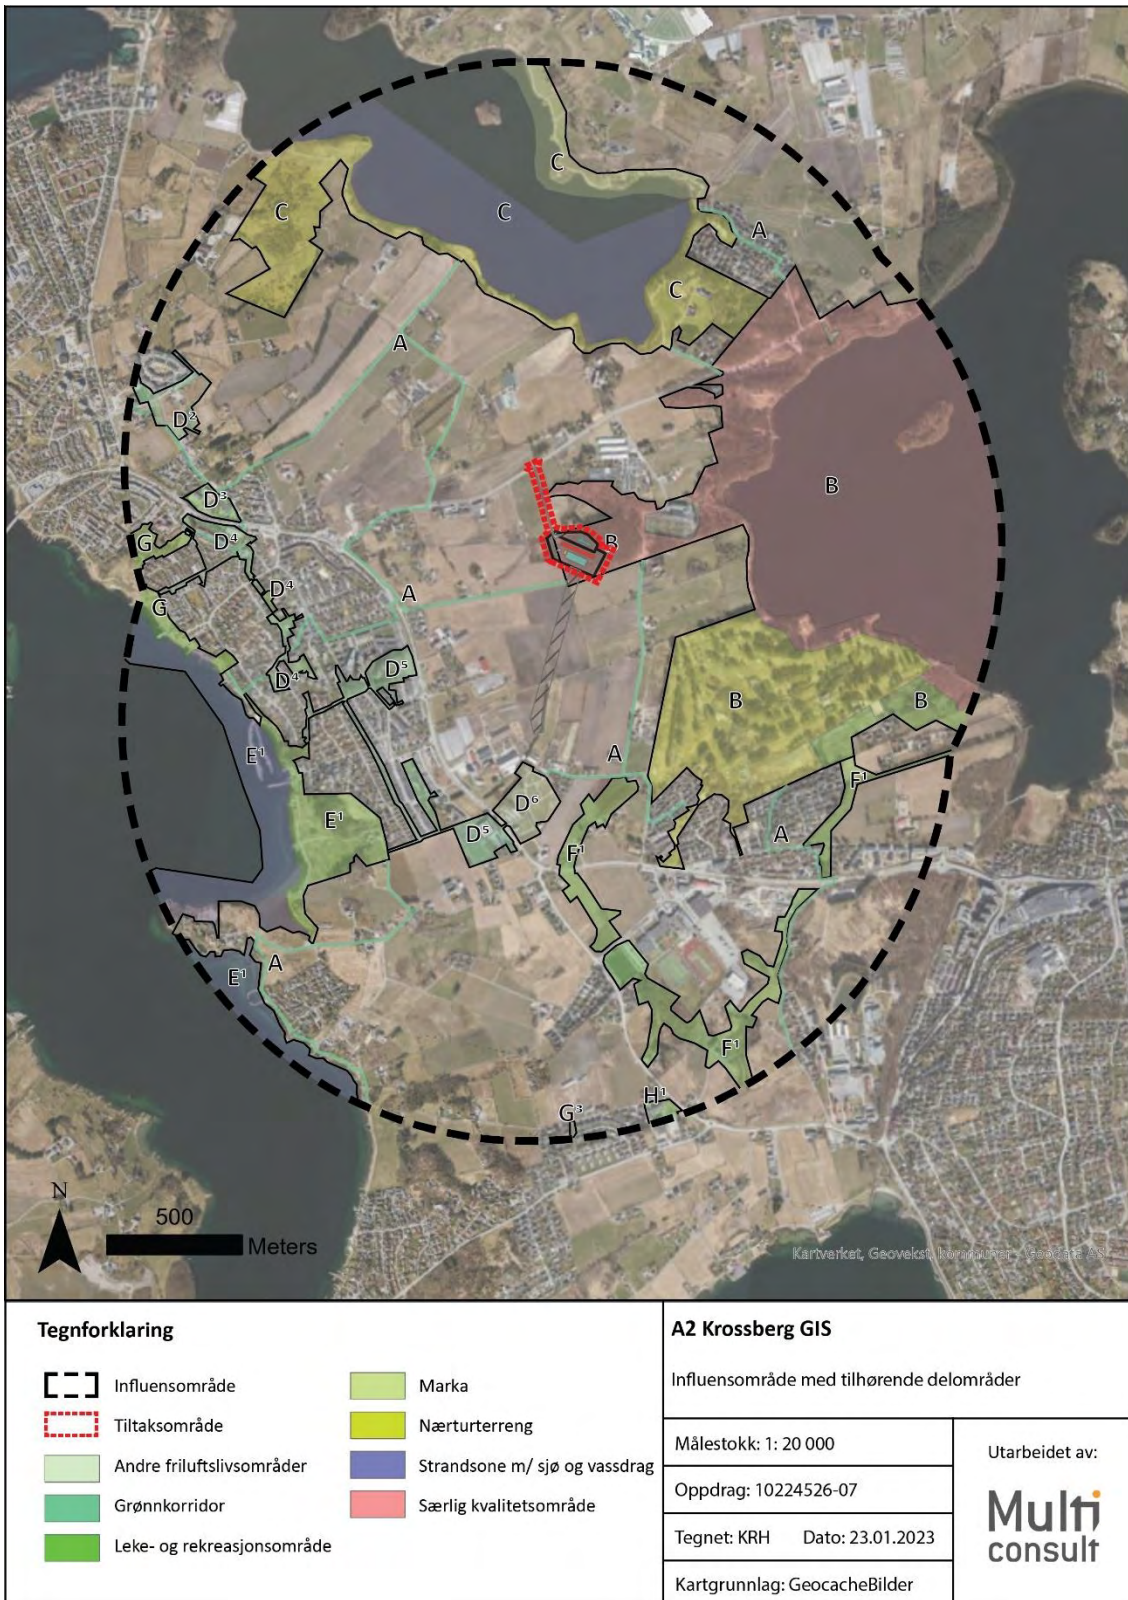 C
C
C
A
C
A
D²
B
D³
D⁴
G
B
D⁴
A
G
D⁵
D⁴
B
B
E¹
A
F¹
D⁶
E¹
D⁵
A
F¹
A
E¹
F¹
H¹
G³
N
500
Meters
Kartverket, Geovekst, kommuner - Geodata AS
Tegnforklaring
Influensområde
Tiltaksområde
Andre friluftslivsområder
Grønnkorridor
Leke- og rekreasjonsområde
Marka
Nærturterreng
Strandsone m/ sjø og vassdrag
Særlig kvalitetsområde
A2 Krossberg GIS
Influensområde med tilhørende delområder
Målestokk: 1: 20 000
Oppdrag: 10224526-07
Tegnet: KRH Dato: 23.01.2023
Kartgrunnlag: GeocacheBilder
Utarbeidet av:
Multi
consult